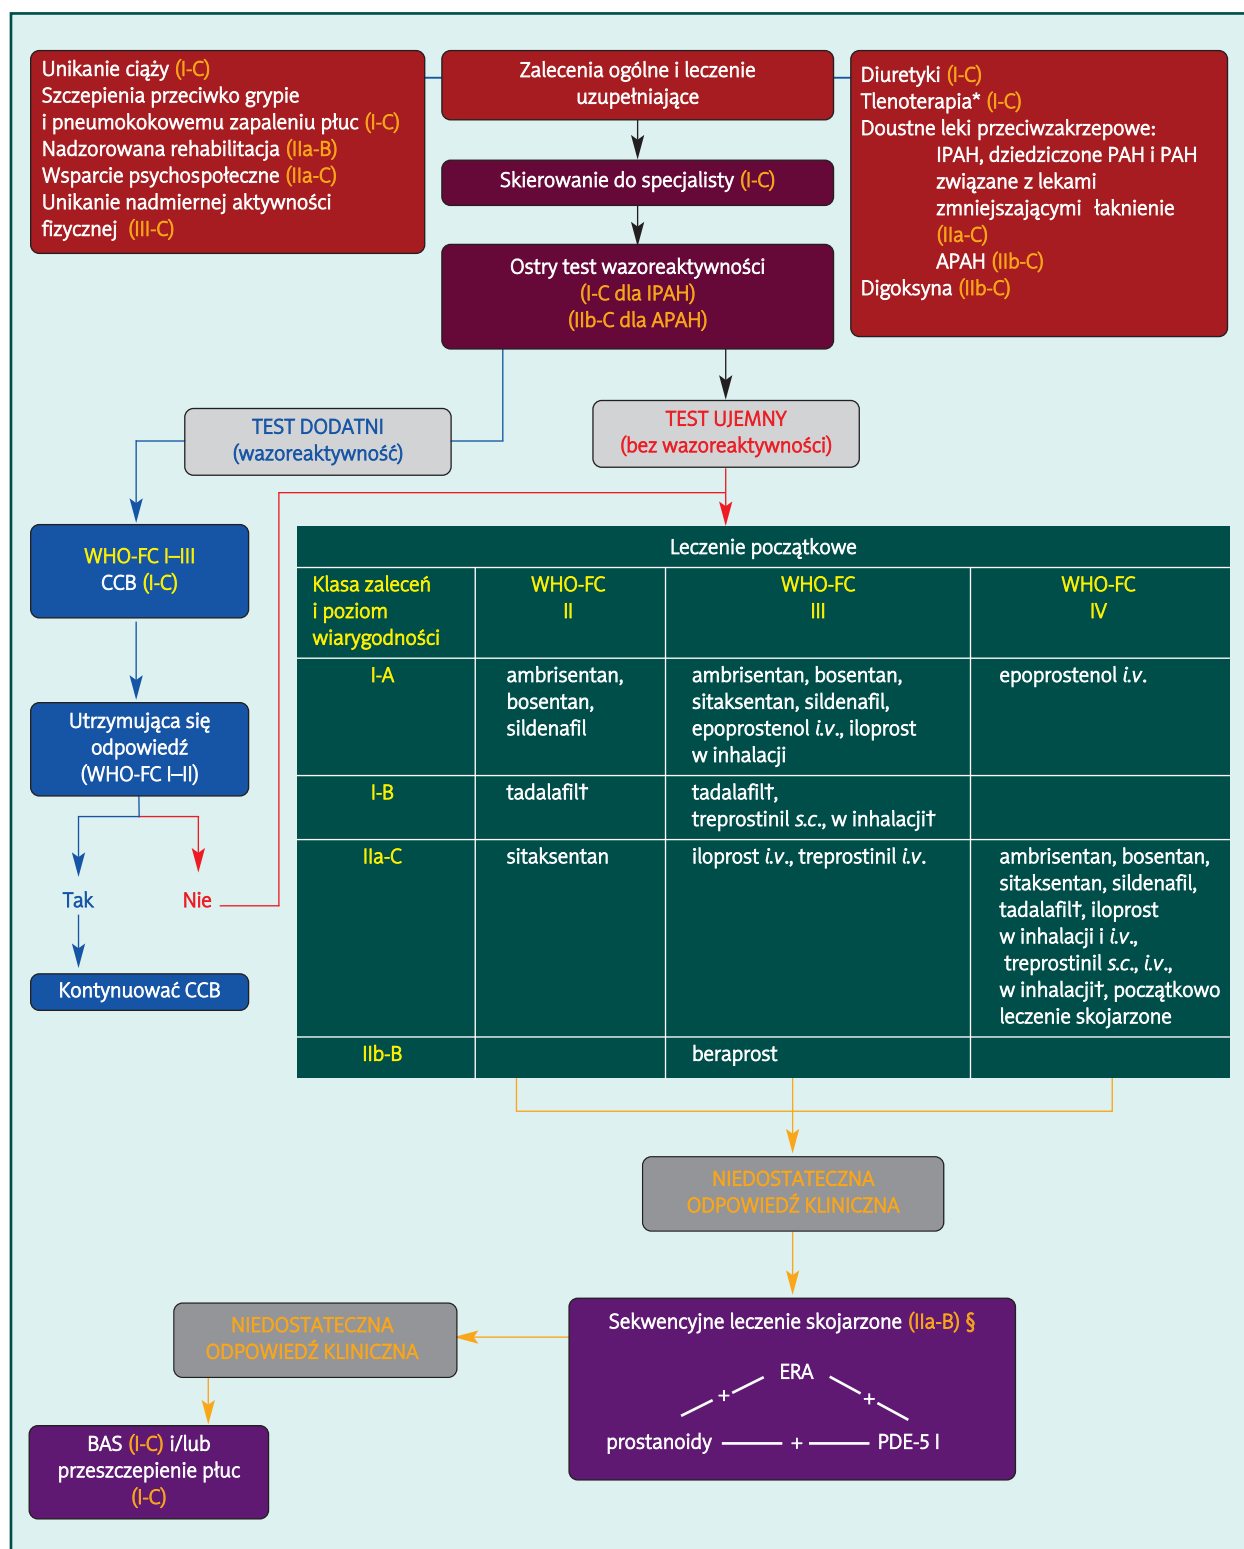 Unikanie ciąży (I-C)
Szczepienia przeciwko grypie
i pneumokokowemu zapaleniu płuc (I-C)
Nadzorowana rehabilitacja (IIa-B)
Wsparcie psychospołeczne (IIa-C)
Unikanie nadmiernej aktywności
fizycznej (III-C)
Zalecenia ogólne i leczenie
uzupełniające
Diuretyki (I-C)
Tlenoterapia* (I-C)
Doustne leki przeciwzakrzepowe:
IPAH, dziedziczone PAH i PAH
związane z lekami
zmniejszającymi łaknienie
(IIa-C)
APAH (IIb-C)
Digoksyna (IIb-C)
Skierowanie do specjalisty (I-C)
Ostry test wazoreaktywności
(I-C dla IPAH)
(IIb-C dla APAH)
TEST DODATNI
(wazoreaktywność)
TEST UJEMNY
(bez wazoreaktywności)
WHO-FC I–III
CCB (I-C)
Utrzymująca się
odpowiedź
(WHO-FC I–II)
Tak
Nie
Kontynuować CCB
Leczenie początkowe
Klasa zaleceń
i poziom
wiarygodności
WHO-FC
II
WHO-FC
III
WHO-FC
IV
I-A
ambrisentan,
bosentan,
sildenafil
ambrisentan, bosentan,
sitaksentan, sildenafil,
epoprostenol i.v., iloprost
w inhalacji
epoprostenol i.v.
I-B
tadalafil†
tadalafil†,
treprostinil s.c., w inhalacji†
IIa-C
sitaksentan
iloprost i.v., treprostinil i.v.
ambrisentan, bosentan,
sitaksentan, sildenafil,
tadalafil†, iloprost
w inhalacji i i.v.,
treprostinil s.c., i.v.,
w inhalacji†, początkowo
leczenie skojarzone
IIb-B
beraprost
NIEDOSTATECZNA
ODPOWIEDŹ KLINICZNA
Sekwencyjne leczenie skojarzone (IIa-B) §
ERA
+
+
prostanoidy
+
PDE-5 I
NIEDOSTATECZNA
ODPOWIEDŹ KLINICZNA
BAS (I-C) i/lub
przeszczepienie płuc
(I-C)